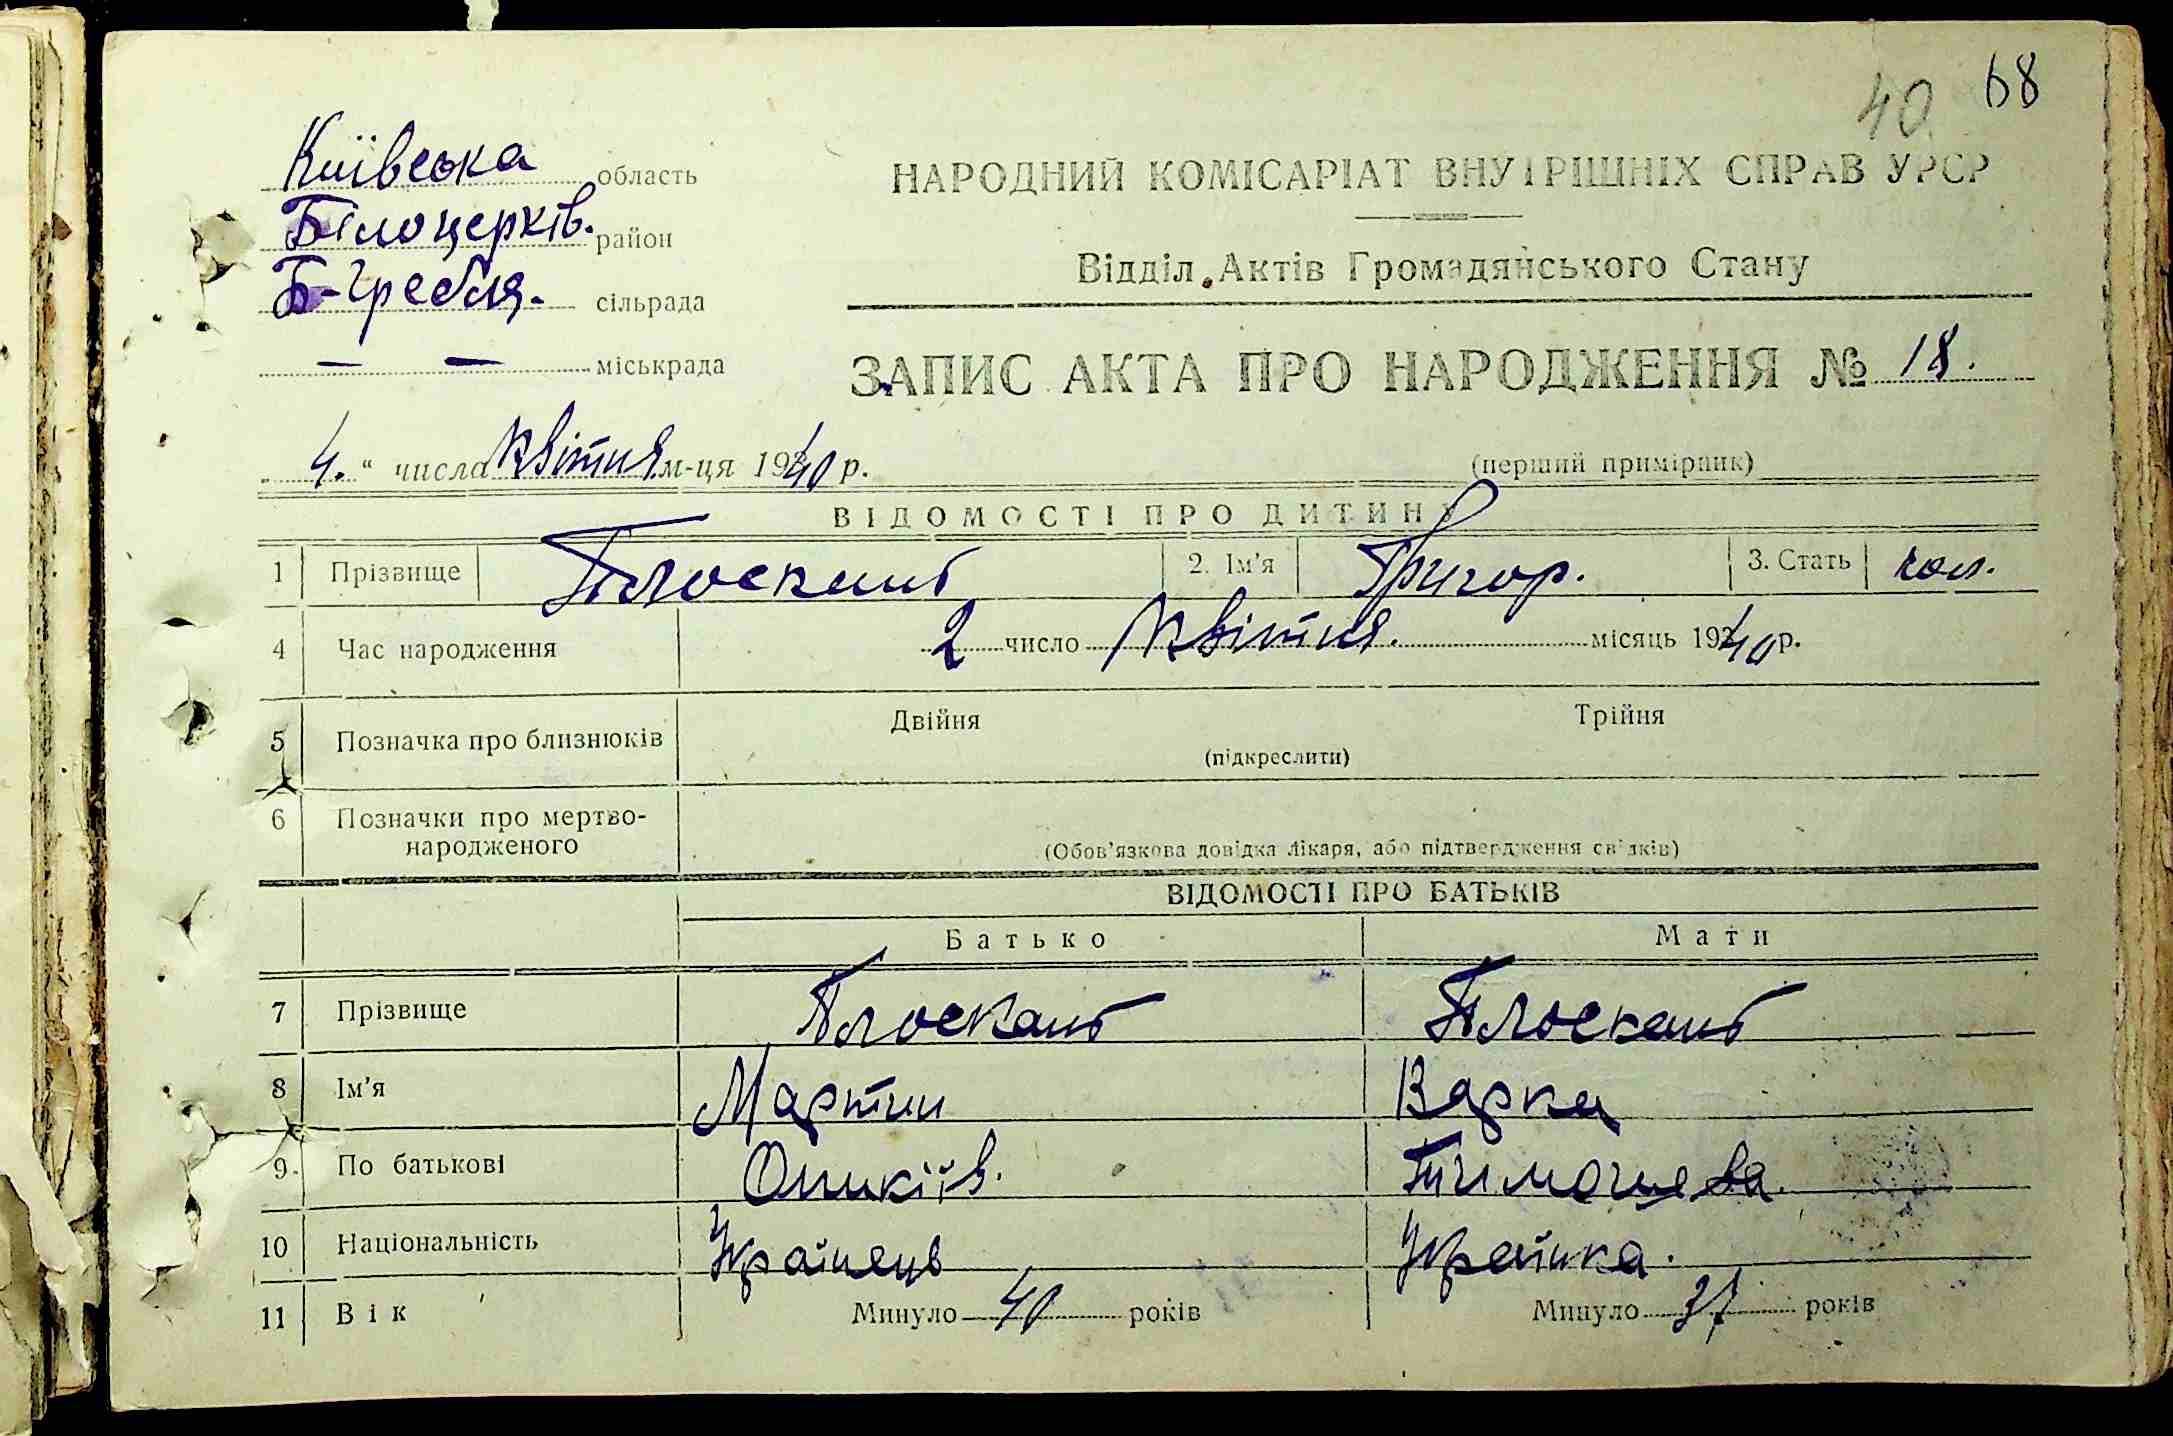 40 68
Київська область
Білоцерків. район
Б-Гребля. сільрада
— — міськрада
НАРОДНИЙ КОМІСАРІАТ ВНУТРІШНІХ СПРАВ УРСР
Відділ Актів Громадянського Стану
ЗАПИС АКТА ПРО НАРОДЖЕННЯ № 18.
„ 4. “ числа Квітня м-ця 1940 р.
(перший примірник)
ВІДОМОСТІ ПРО ДИТИНУ
1 Прізвище 2. Ім'я Григор. 3. Стать чол.
4 Час народження 2 число Квітня. місяць 1940 р.
5 Позначка про близнюків Двійня Трійня
(підкреслити)
6 Позначки про мертво-
народженого
(Обов'язкова довідка лікаря, або підтвердження свідків)
ВІДОМОСТІ ПРО БАТЬКІВ
Батько Мати
7 Прізвище
8 Ім'я Мартин Варка
9. По батькові Оникіїв. Тимошева.
10 Національність Українець Українка.
11 Вік Минуло 40 років Минуло 37 років